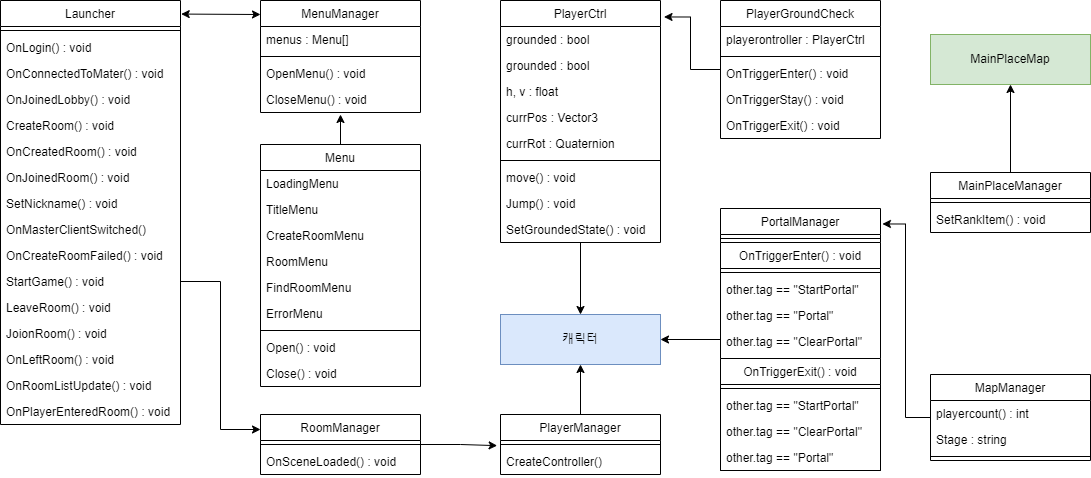 Launcher
OnLogin() : void
OnConnectedToMater() : void
OnJoinedLobby() : void
CreateRoom() : void
OnCreatedRoom() : void
OnJoinedRoom() : void
SetNickname() : void
OnMasterClientSwitched()
OnCreateRoomFailed() : void
StartGame() : void
LeaveRoom() : void
JoionRoom() : void
OnLeftRoom() : void
OnRoomListUpdate() : void
OnPlayerEnteredRoom() : void
MenuManager
menus : Menu[]
OpenMenu() : void
CloseMenu() : void
Menu
LoadingMenu
TitleMenu
CreateRoomMenu
RoomMenu
FindRoomMenu
ErrorMenu
Open() : void
Close() : void
RoomManager
OnSceneLoaded() : void
PlayerCtrl
grounded : bool
grounded : bool
h, v : float
currPos : Vector3
currRot : Quaternion
move() : void
Jump() : void
SetGroundedState() : void
캐릭터
PlayerManager
CreateController()
PlayerGroundCheck
playerontroller : PlayerCtrl
OnTriggerEnter() : void
OnTriggerStay() : void
OnTriggerExit() : void
PortalManager
OnTriggerEnter() : void
other.tag == "StartPortal"
other.tag == "Portal"
other.tag == "ClearPortal"
OnTriggerExit() : void
other.tag == "StartPortal"
other.tag == "ClearPortal"
other.tag == "Portal"
MainPlaceMap
MainPlaceManager
SetRankItem() : void
MapManager
playercount() : int
Stage : string